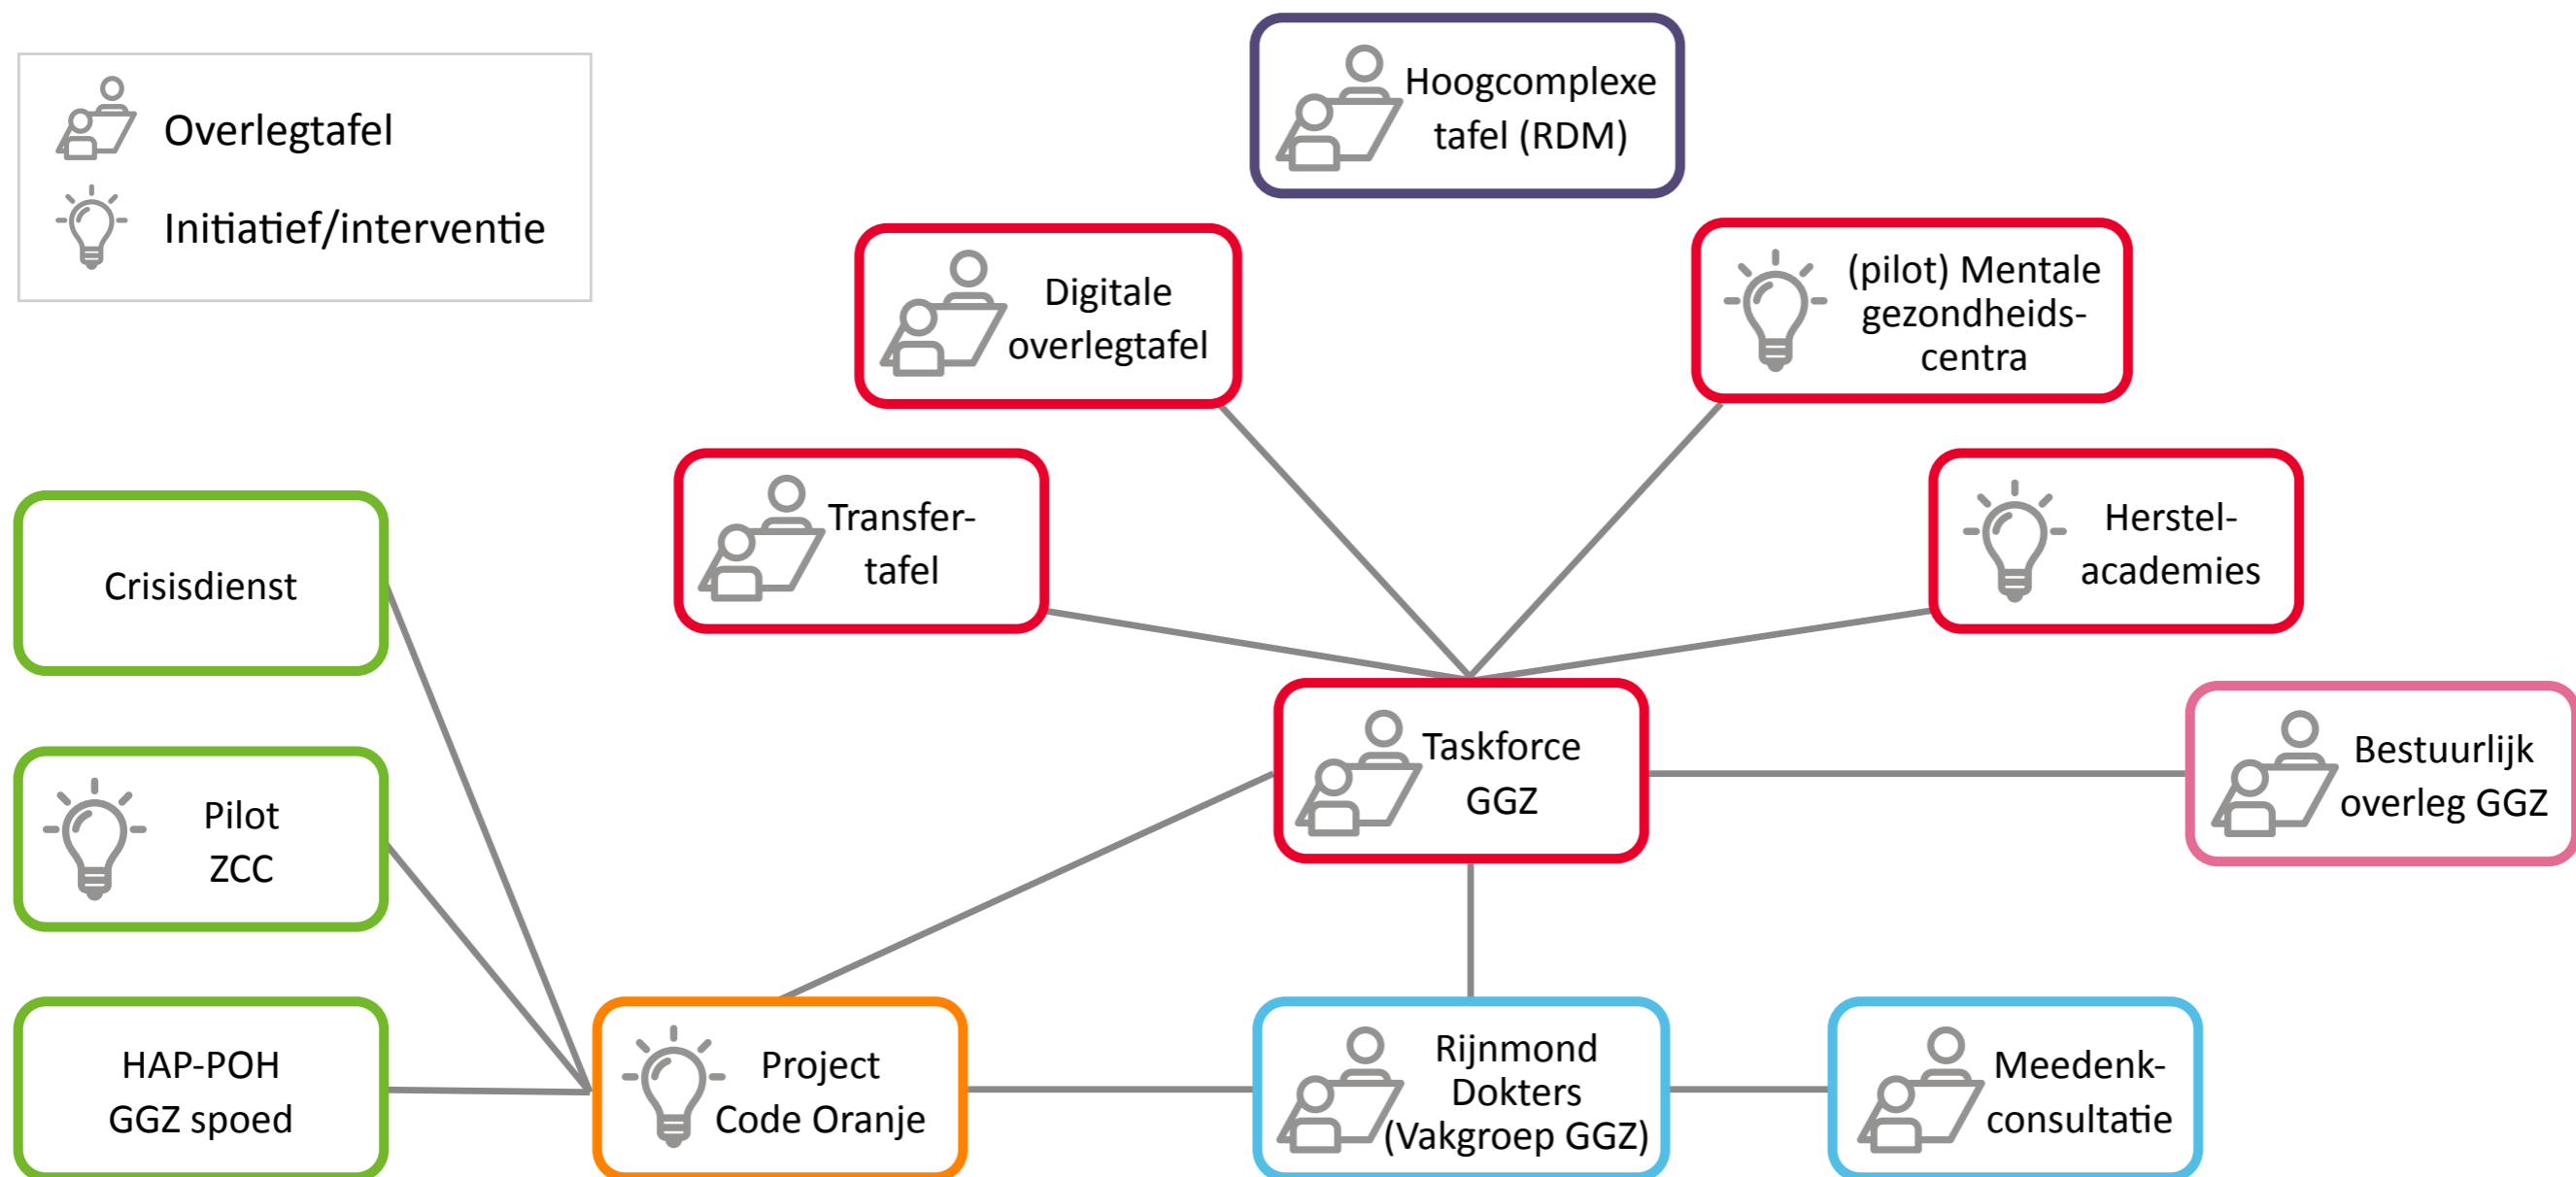 Overlegtafel
Initiatief/interventie
Hoogcomplexe
tafel (RDM)
Digitale
overlegtafel
(pilot) Mentale
gezondheids-
centra
Transfer-
tafel
Herstel-
academies
Crisisdienst
Taskforce
GGZ
Bestuurlijk
overleg GGZ
Pilot
ZCC
HAP-POH
GGZ spoed
Project
Code Oranje
Rijnmond
Dokters
(Vakgroep GGZ)
Meedenk-
consultatie